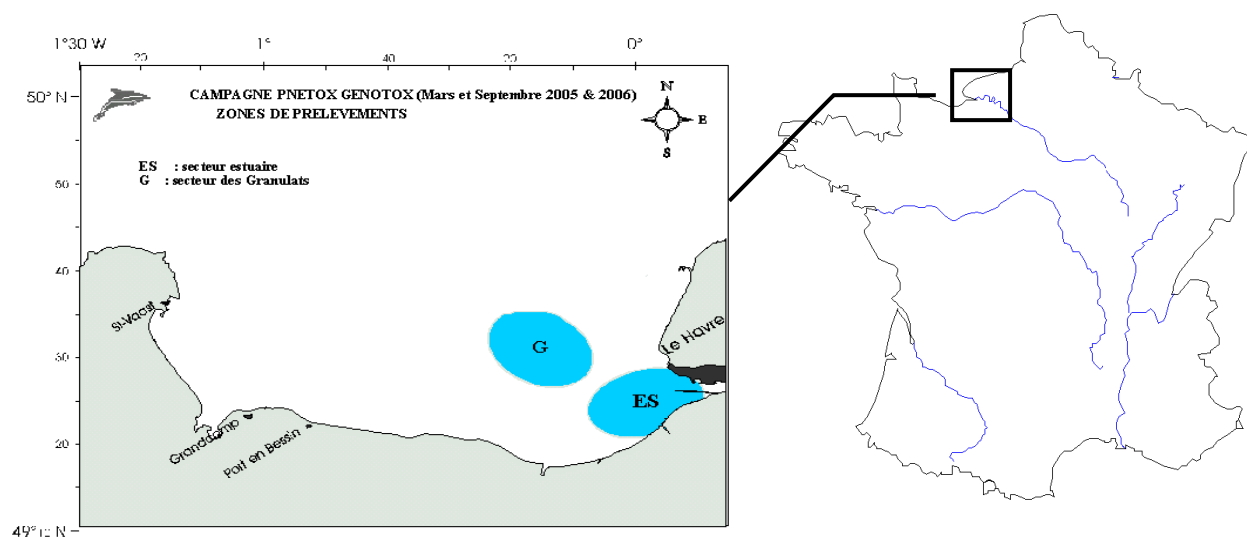 1°30 W 1° 0°
20 40 20
50° N
CAMPAGNE PNETOX GENOTOX (Mars et Septembre 2005 & 2006)
ZONES DE PRELEVEMENTS
N
E
S
ES : secteur estuaire
G : secteur des Granulats
50
40
St-Vaast
Le Havre
G
30
ES
Grandcamp
Port en Bessin
20
49°10 N